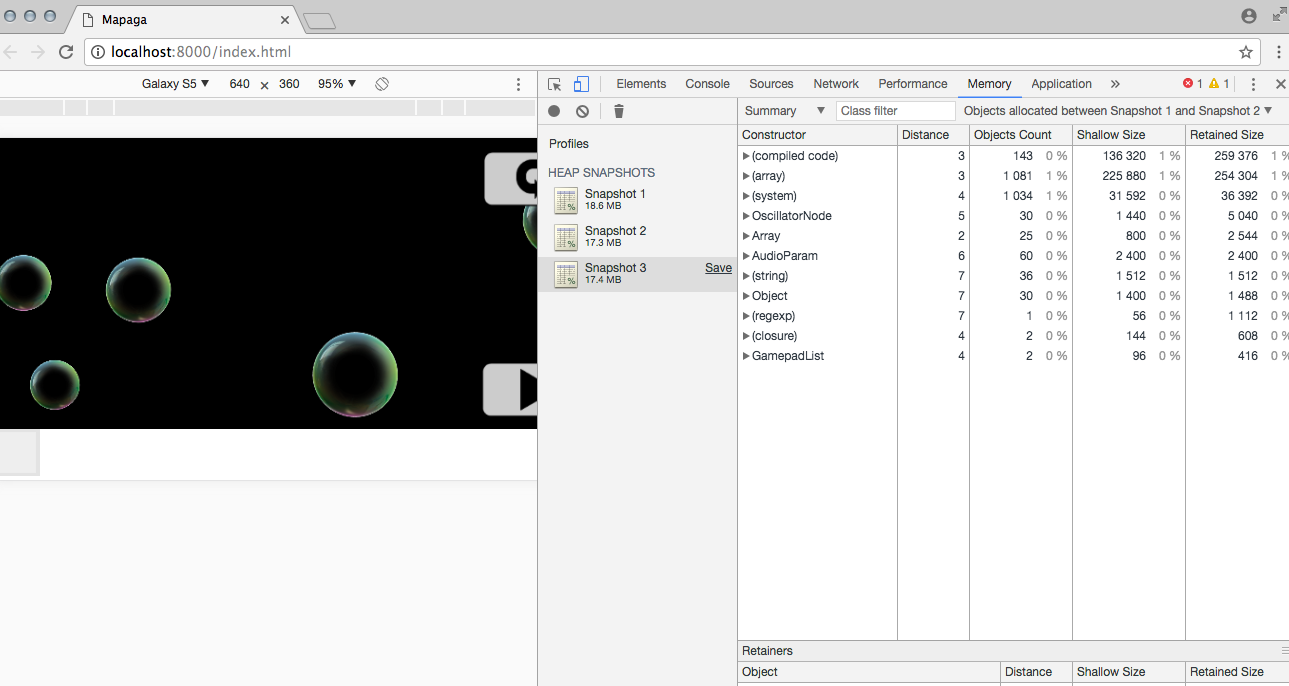 Mapaga
localhost:8000/index.html
Galaxy S5 ▼ 640 × 360 95% ▼
Elements Console Sources Network Performance Memory Application » 1 1
Summary ▼ Class filter Objects allocated between Snapshot 1 and Snapshot 2 ▼
Profiles
HEAP SNAPSHOTS
Snapshot 1
18.6 MB
Snapshot 2
17.3 MB
Snapshot 3 Save
17.4 MB
Constructor Distance Objects Count Shallow Size Retained Size
(compiled code) 3 143 0 % 136 320 1 % 259 376 1 %
(array) 3 1 081 1 % 225 880 1 % 254 304 1 %
(system) 4 1 034 1 % 31 592 0 % 36 392 0 %
OscillatorNode 5 30 0 % 1 440 0 % 5 040 0 %
Array 2 25 0 % 800 0 % 2 544 0 %
AudioParam 6 60 0 % 2 400 0 % 2 400 0 %
(string) 7 36 0 % 1 512 0 % 1 512 0 %
Object 7 30 0 % 1 400 0 % 1 488 0 %
(regexp) 7 1 0 % 56 0 % 1 112 0 %
(closure) 4 2 0 % 144 0 % 608 0 %
GamepadList 4 2 0 % 96 0 % 416 0 %
Retainers
Object Distance Shallow Size Retained Size